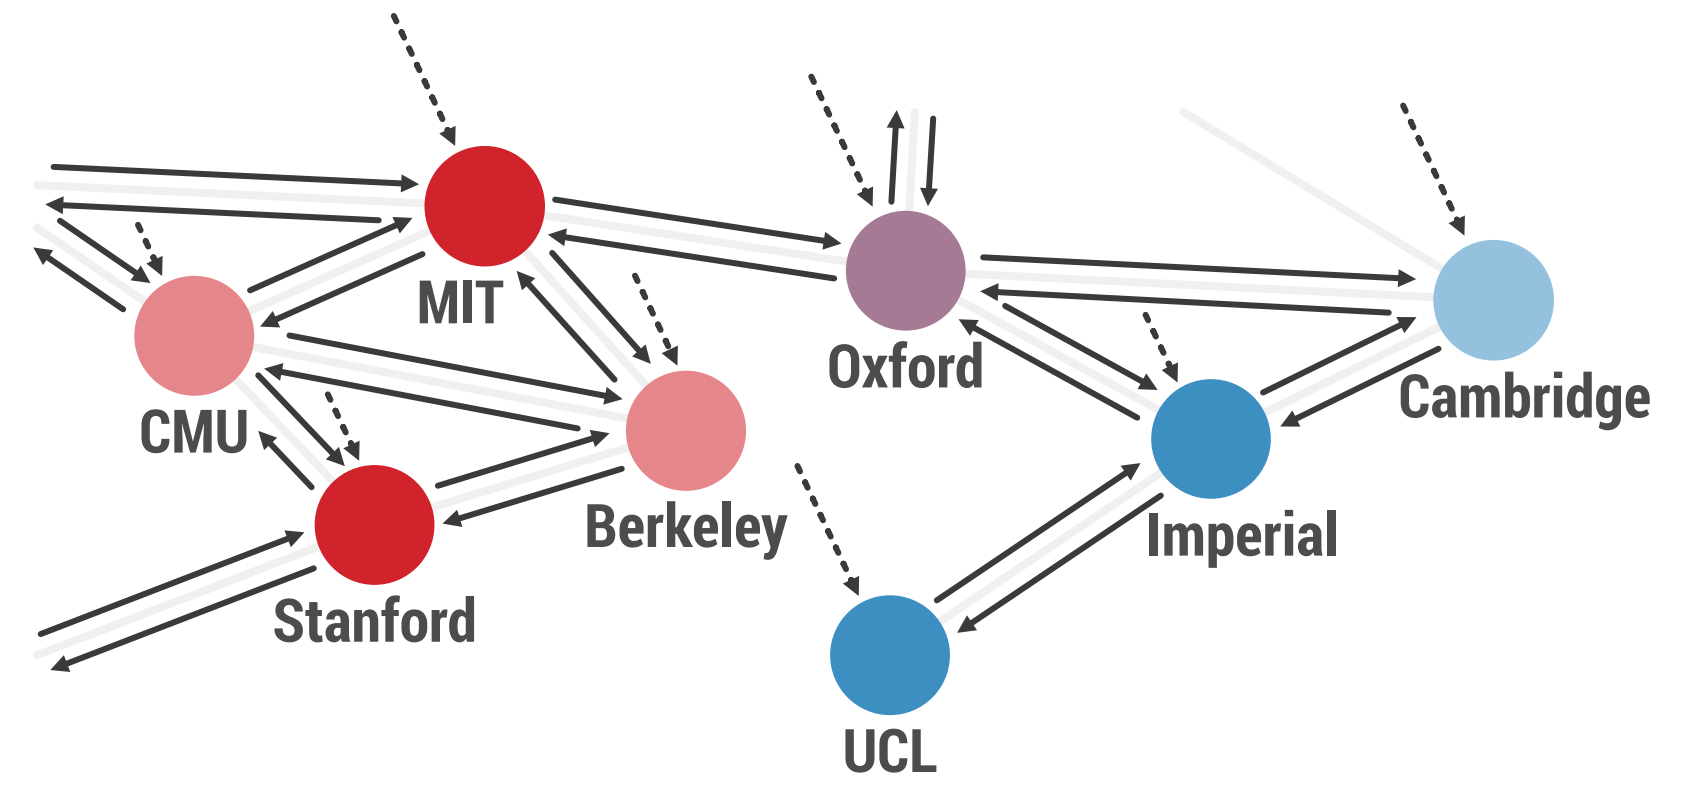 MIT
Oxford
Cambridge
CMU
Berkeley
Imperial
Stanford
UCL